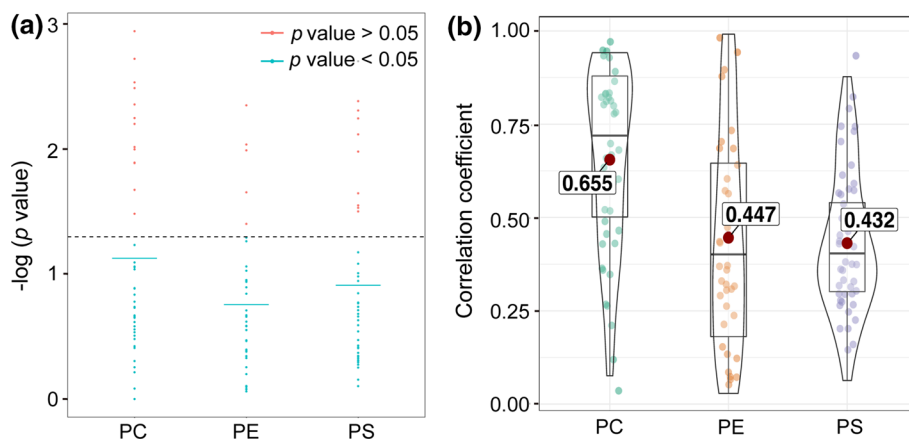 (a)
p value > 0.05
p value < 0.05
-log (p value)
3
2
1
0
PC
PE
PS
(b)
Correlation coefficient
1.00
0.75
0.50
0.25
0.00
0.655
0.447
0.432
PC
PE
PS